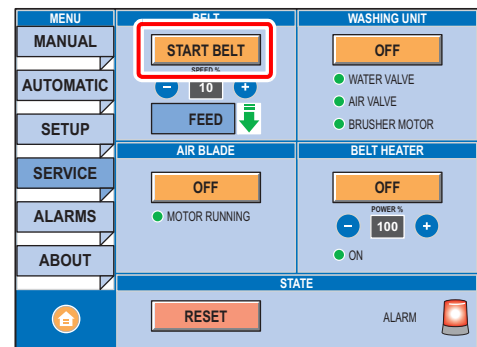 MENU
MANUAL
AUTOMATIC
SETUP
SERVICE
ALARMS
ABOUT
BELT
START BELT
SPEED %
10
FEED
WASHING UNIT
OFF
WATER VALVE
AIR VALVE
BRUSHER MOTOR
AIR BLADE
OFF
MOTOR RUNNING
BELT HEATER
OFF
POWER %
100
ON
STATE
RESET
ALARM